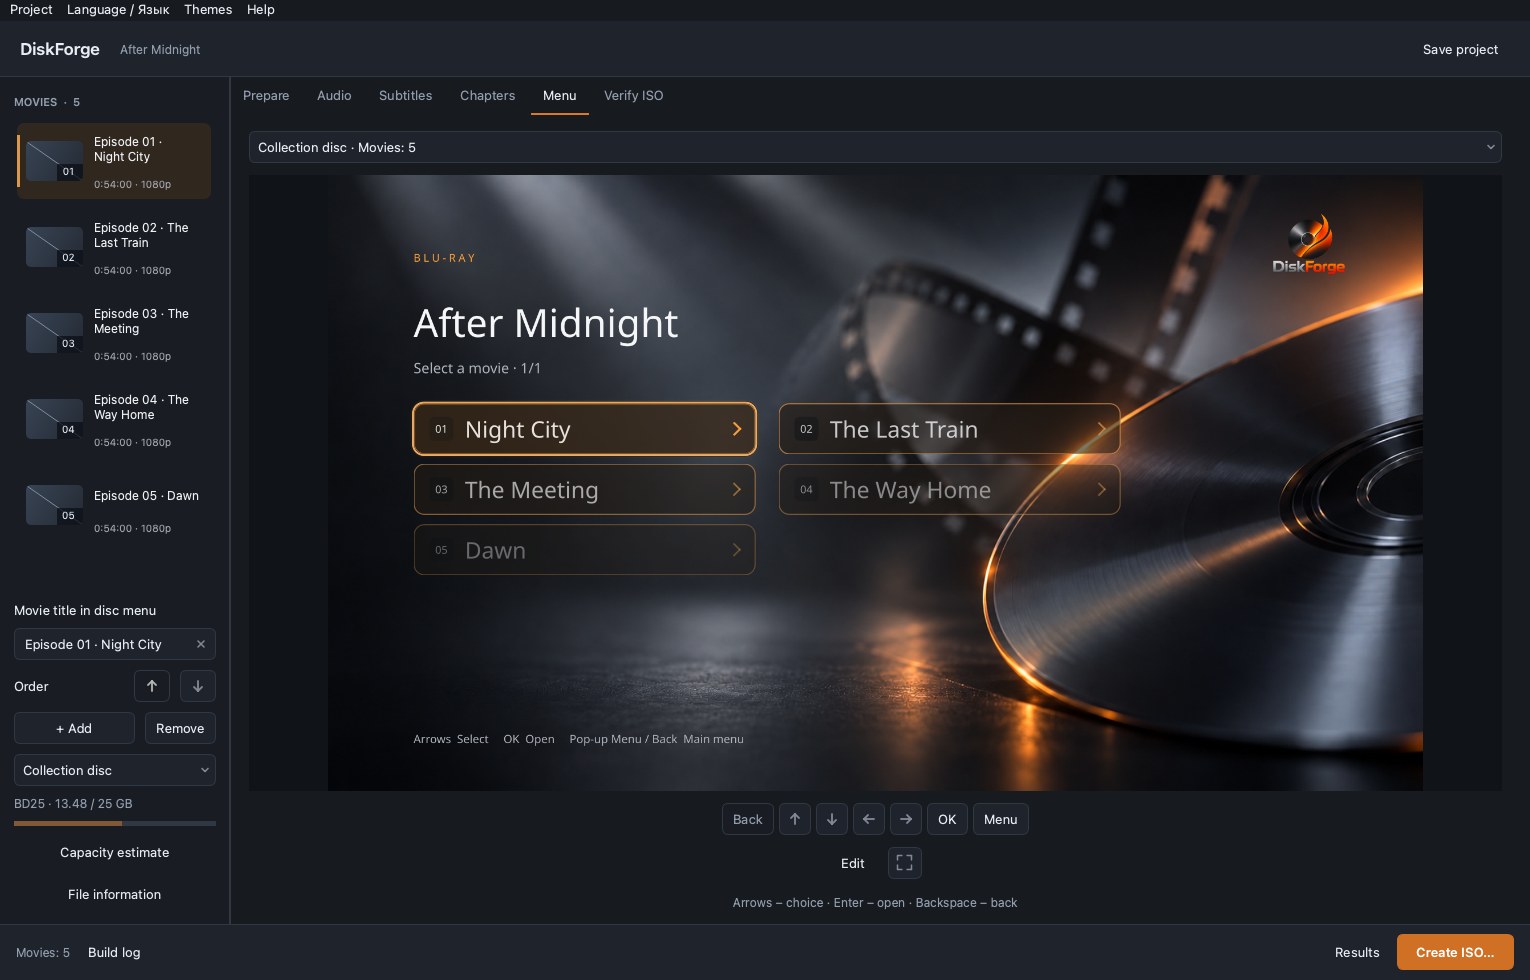 Project Language / Язык Themes Help
DiskForge After Midnight Save project
MOVIES · 5
Episode 01 ·
Night City
01
0:54:00 · 1080p
Episode 02 · The
Last Train
02
0:54:00 · 1080p
Episode 03 · The
Meeting
03
0:54:00 · 1080p
Episode 04 · The
Way Home
04
0:54:00 · 1080p
Episode 05 · Dawn
05
0:54:00 · 1080p
Movie title in disc menu
Episode 01 · Night City
Order
+ Add Remove
Collection disc
BD25 · 13.48 / 25 GB
Capacity estimate
File information
Prepare Audio Subtitles Chapters Menu Verify ISO
Collection disc · Movies: 5
BLU-RAY
DiskForge
After Midnight
Select a movie · 1/1
01 Night City
02 The Last Train
03 The Meeting
04 The Way Home
05 Dawn
Arrows Select OK Open Pop-up Menu / Back Main menu
Back OK Menu
Edit
Arrows – choice · Enter – open · Backspace – back
Movies: 5 Build log Results Create ISO...